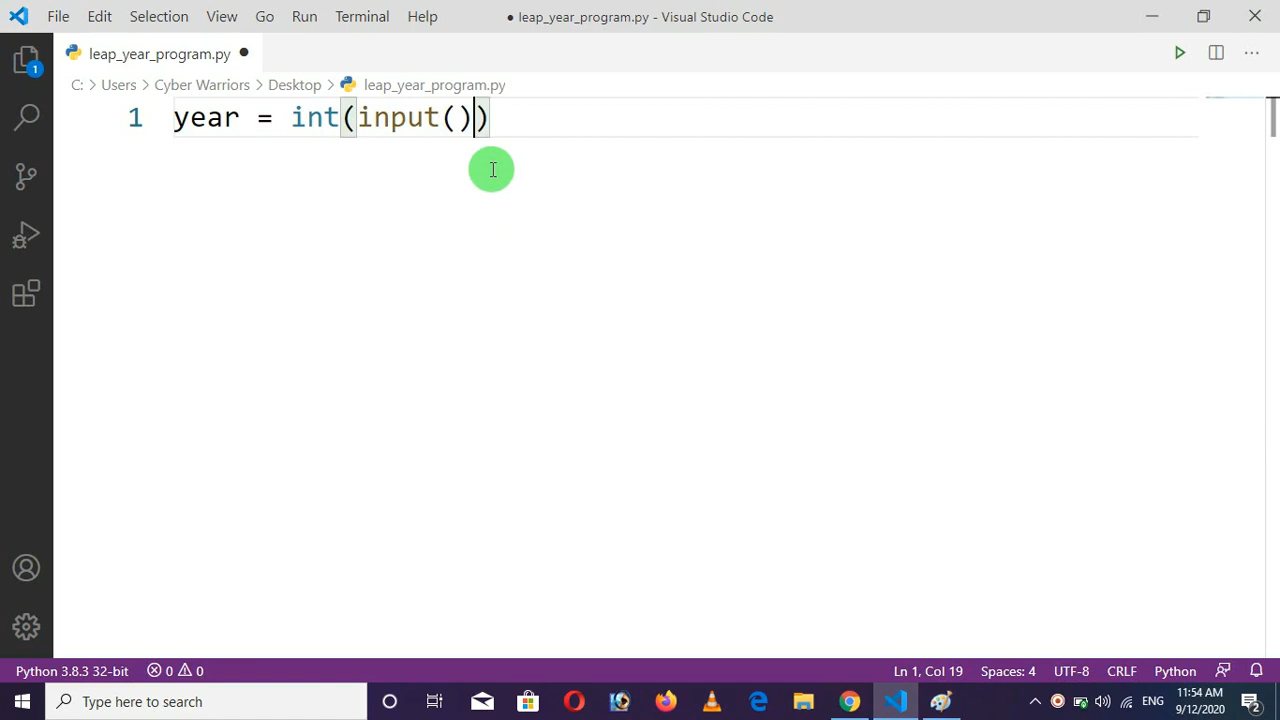 File Edit Selection View Go Run Terminal Help ● leap_year_program.py - Visual Studio Code
leap_year_program.py ●
1
C: > Users > Cyber Warriors > Desktop > leap_year_program.py
1 year = int(input())
Python 3.8.3 32-bit 0 0 Ln 1, Col 19 Spaces: 4 UTF-8 CRLF Python
Type here to search ENG 11:54 AM
9/12/2020 2